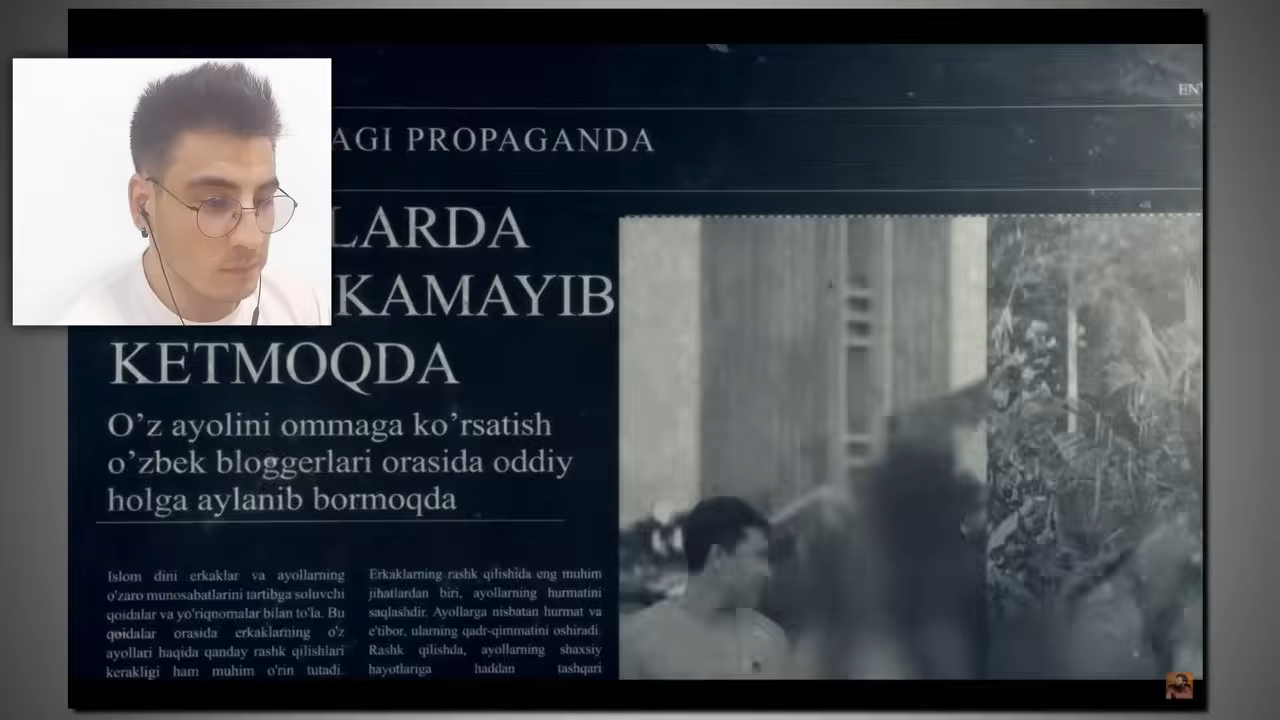 EN
AGI PROPAGANDA
LARDA
KAMAYIB
KETMOQDA
O’z ayolini ommaga ko’rsatish
o’zbek bloggerlari orasida oddiy
holga aylanib bormoqda
Islom dini erkaklar va ayollarning
o'zaro munosabatlarini tartibga soluvchi
qoidalar va yo'riqnomalar bilan to'la. Bu
qoidalar orasida erkaklarning o'z
ayollari haqida qanday rashk qilishlari
kerakligi ham muhim o'rin tutadi.
Erkaklarning rashk qilishida eng muhim
jihatlardan biri, ayollarning hurmatini
saqlashdir. Ayollarga nisbatan hurmat va
e'tibor, ularning qadr-qimmatini oshiradi.
Rashk qilishda, ayollarning shaxsiy
hayotlariga haddan tashqari